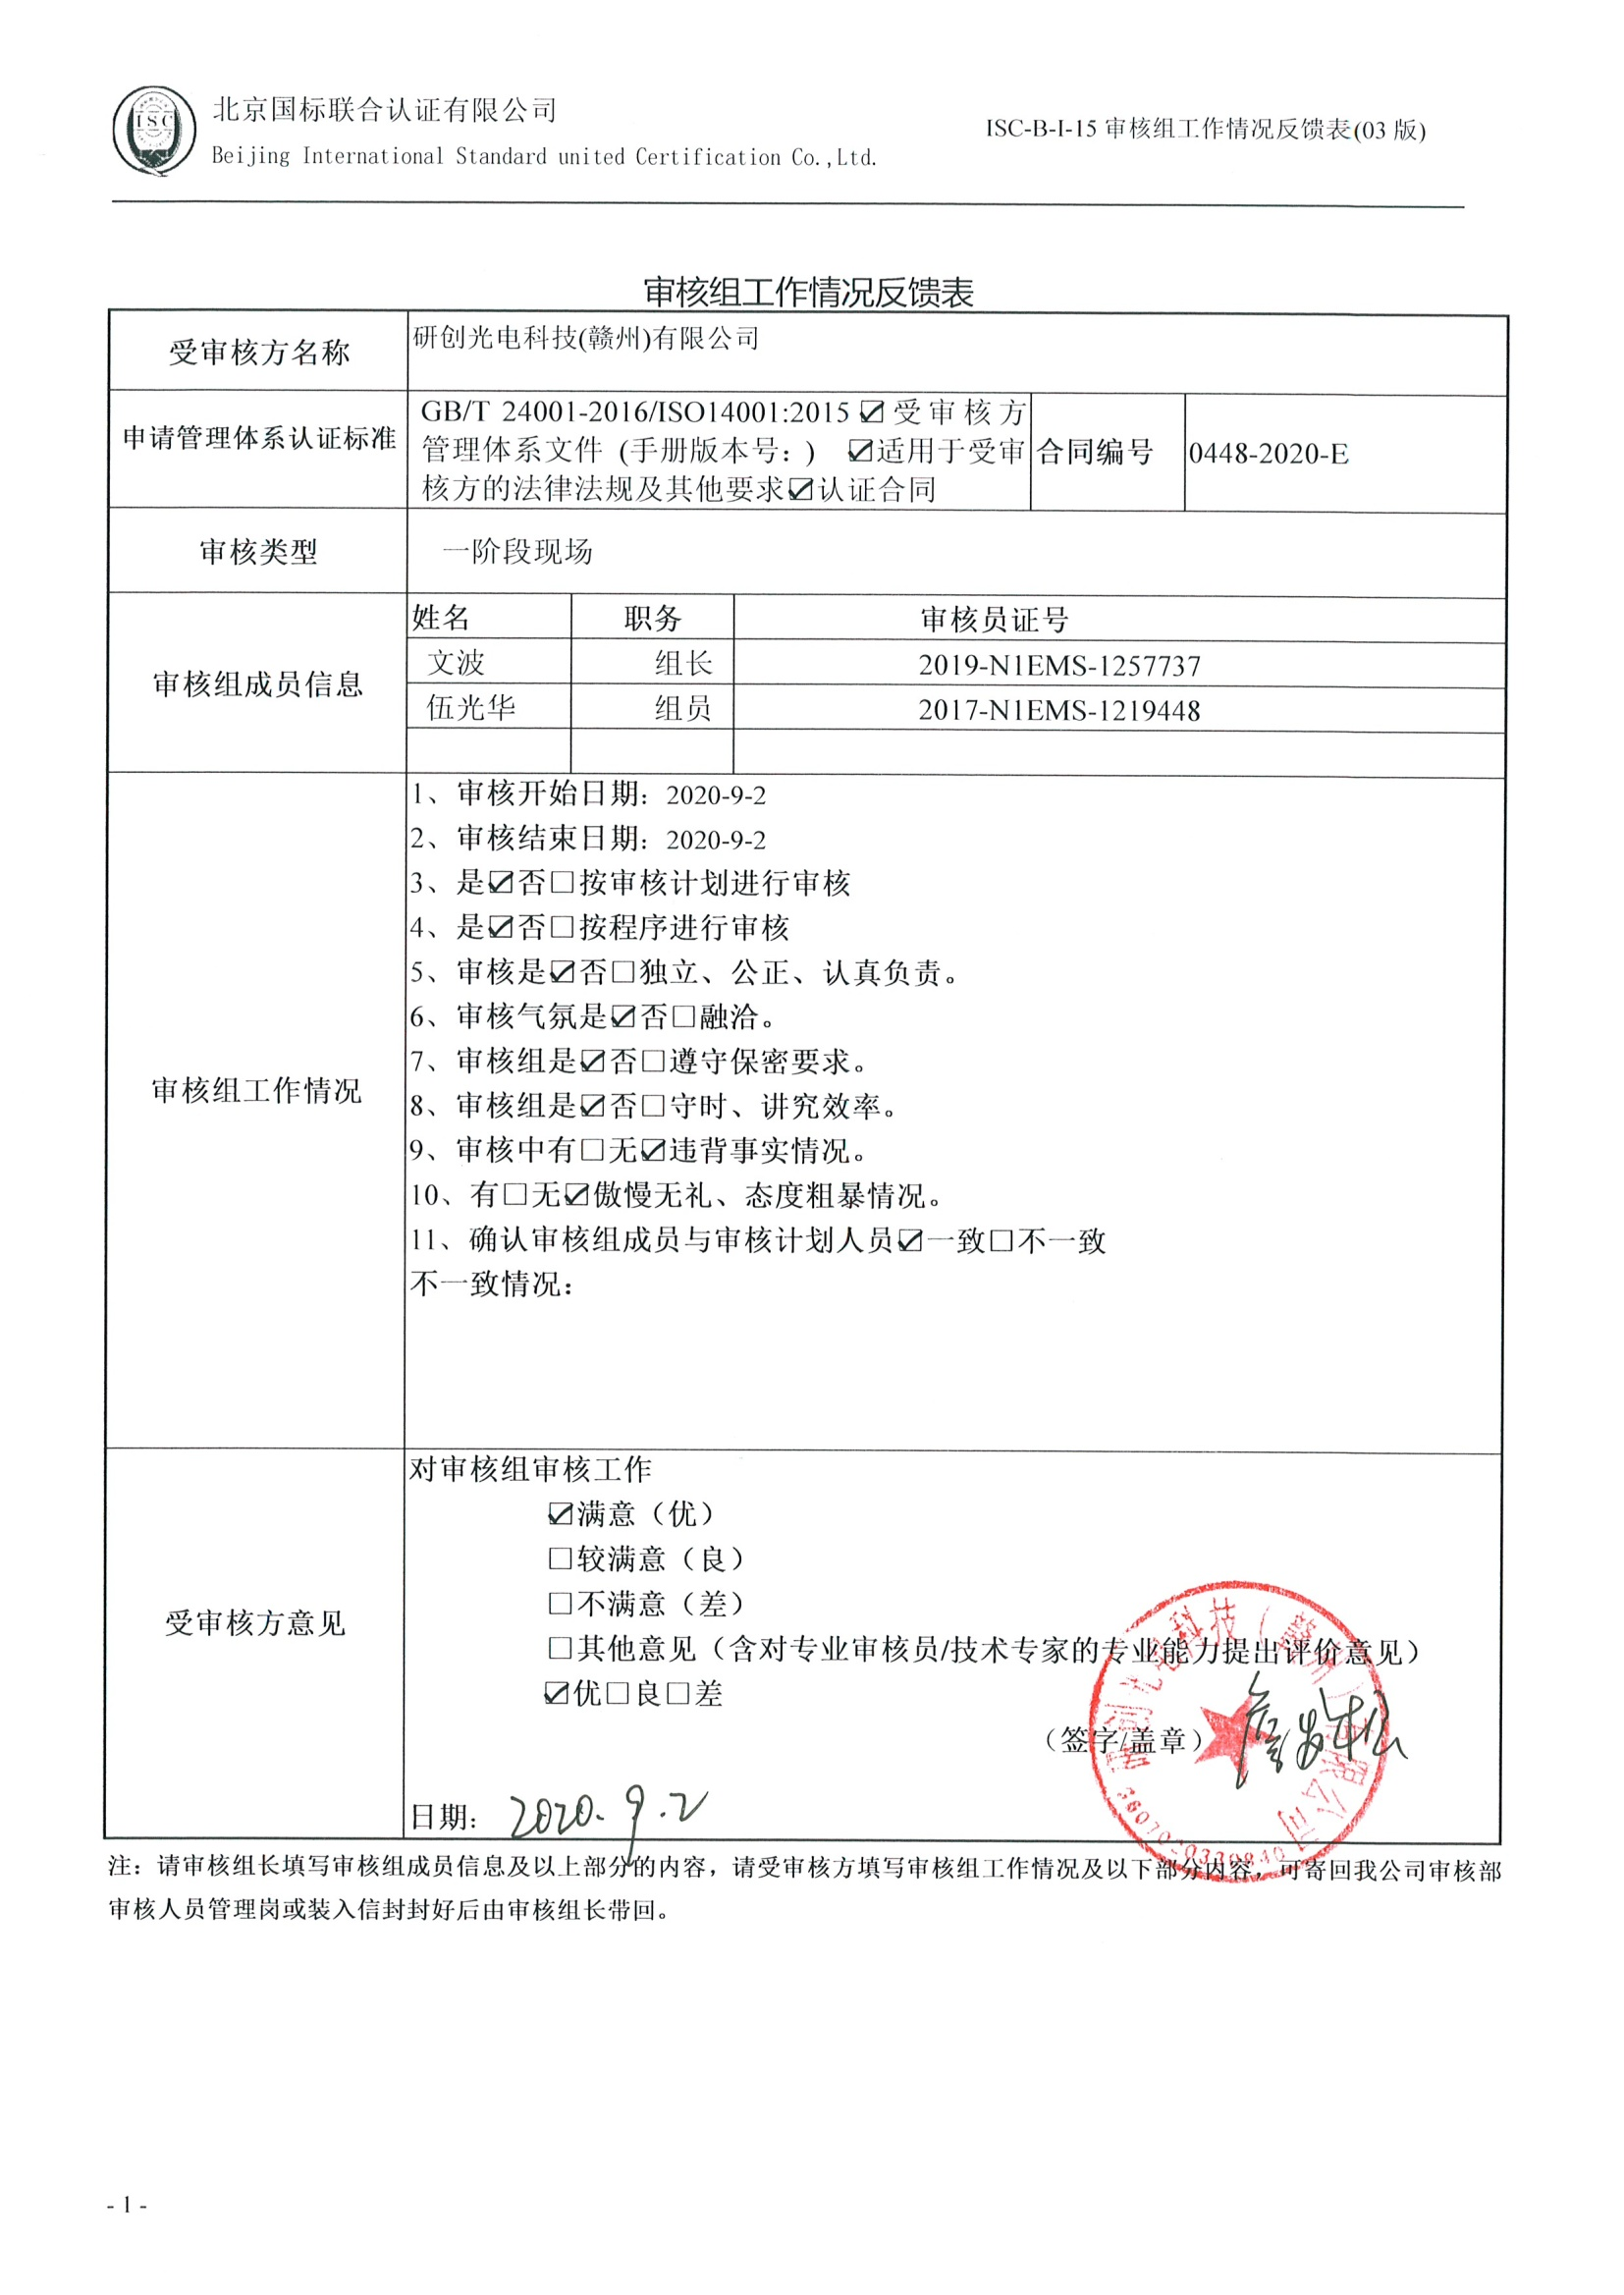 ISC
北京国标联合认证有限公司
Beijing International Standard united Certification Co.,Ltd.
ISC-B-I-15 审核组工作情况反馈表(03 版)
审核组工作情况反馈表
受审核方名称
研创光电科技(赣州)有限公司
申请管理体系认证标准
GB/T 24001-2016/ISO14001:2015 ☑受审核方
管理体系文件 (手册版本号：) ☑适用于受审
核方的法律法规及其他要求☑认证合同
合同编号
0448-2020-E
审核类型
一阶段现场
审核组成员信息
姓名 职务 审核员证号
文波 组长 2019-N1EMS-1257737
伍光华 组员 2017-N1EMS-1219448
审核组工作情况
1、审核开始日期：2020-9-2
2、审核结束日期：2020-9-2
3、是☑否□按审核计划进行审核
4、是☑否□按程序进行审核
5、审核是☑否□独立、公正、认真负责。
6、审核气氛是☑否□融洽。
7、审核组是☑否□遵守保密要求。
8、审核组是☑否□守时、讲究效率。
9、审核中有□无☑违背事实情况。
10、有□无☑傲慢无礼、态度粗暴情况。
11、确认审核组成员与审核计划人员☑一致□不一致
不一致情况：
受审核方意见
对审核组审核工作
☑满意（优）
□较满意（良）
□不满意（差）
□其他意见（含对专业审核员/技术专家的专业能力提出评价意见）
☑优□良□差
（签字/盖章）
研创光电科技（赣州）有限公司
日期： 2020.9.2
注：请审核组长填写审核组成员信息及以上部分的内容，请受审核方填写审核组工作情况及以下部分内容，可寄回我公司审核部
审核人员管理岗或装入信封封好后由审核组长带回。
- 1 -